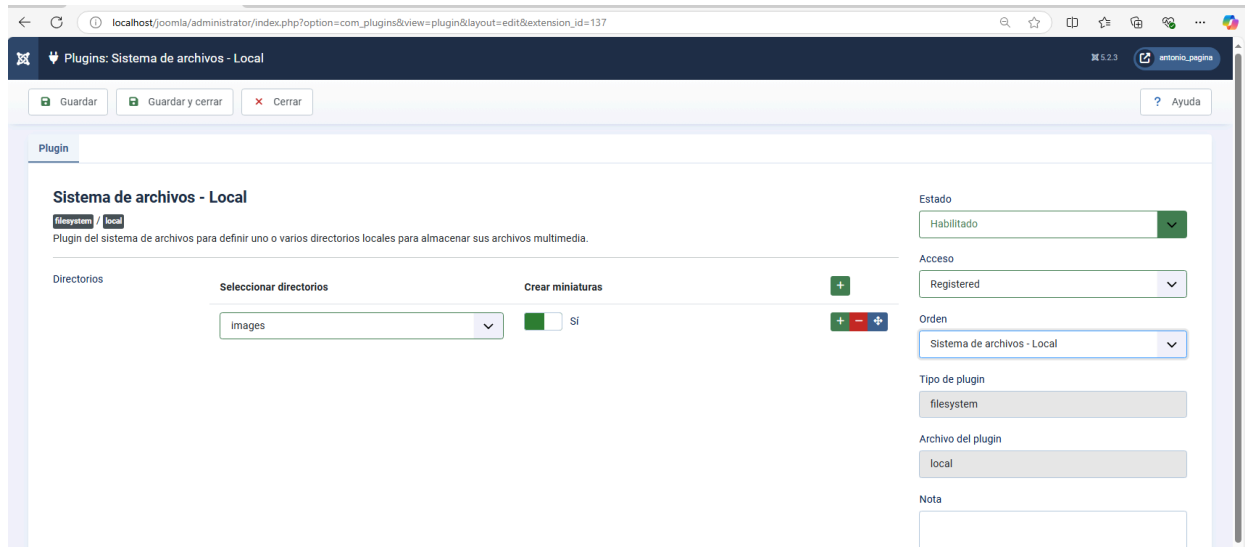 localhost/joomla/administrator/index.php?option=com_plugins&view=plugin&layout=edit&extension_id=137
Plugins: Sistema de archivos - Local
5.2.3
antonio_pagina
Guardar
Guardar y cerrar
Cerrar
? Ayuda
Plugin
Sistema de archivos - Local
filesystem / local
Plugin del sistema de archivos para definir uno o varios directorios locales para almacenar sus archivos multimedia.
Directorios
Seleccionar directorios
Crear miniaturas
images
Sí
Estado
Habilitado
Acceso
Registered
Orden
Sistema de archivos - Local
Tipo de plugin
filesystem
Archivo del plugin
local
Nota